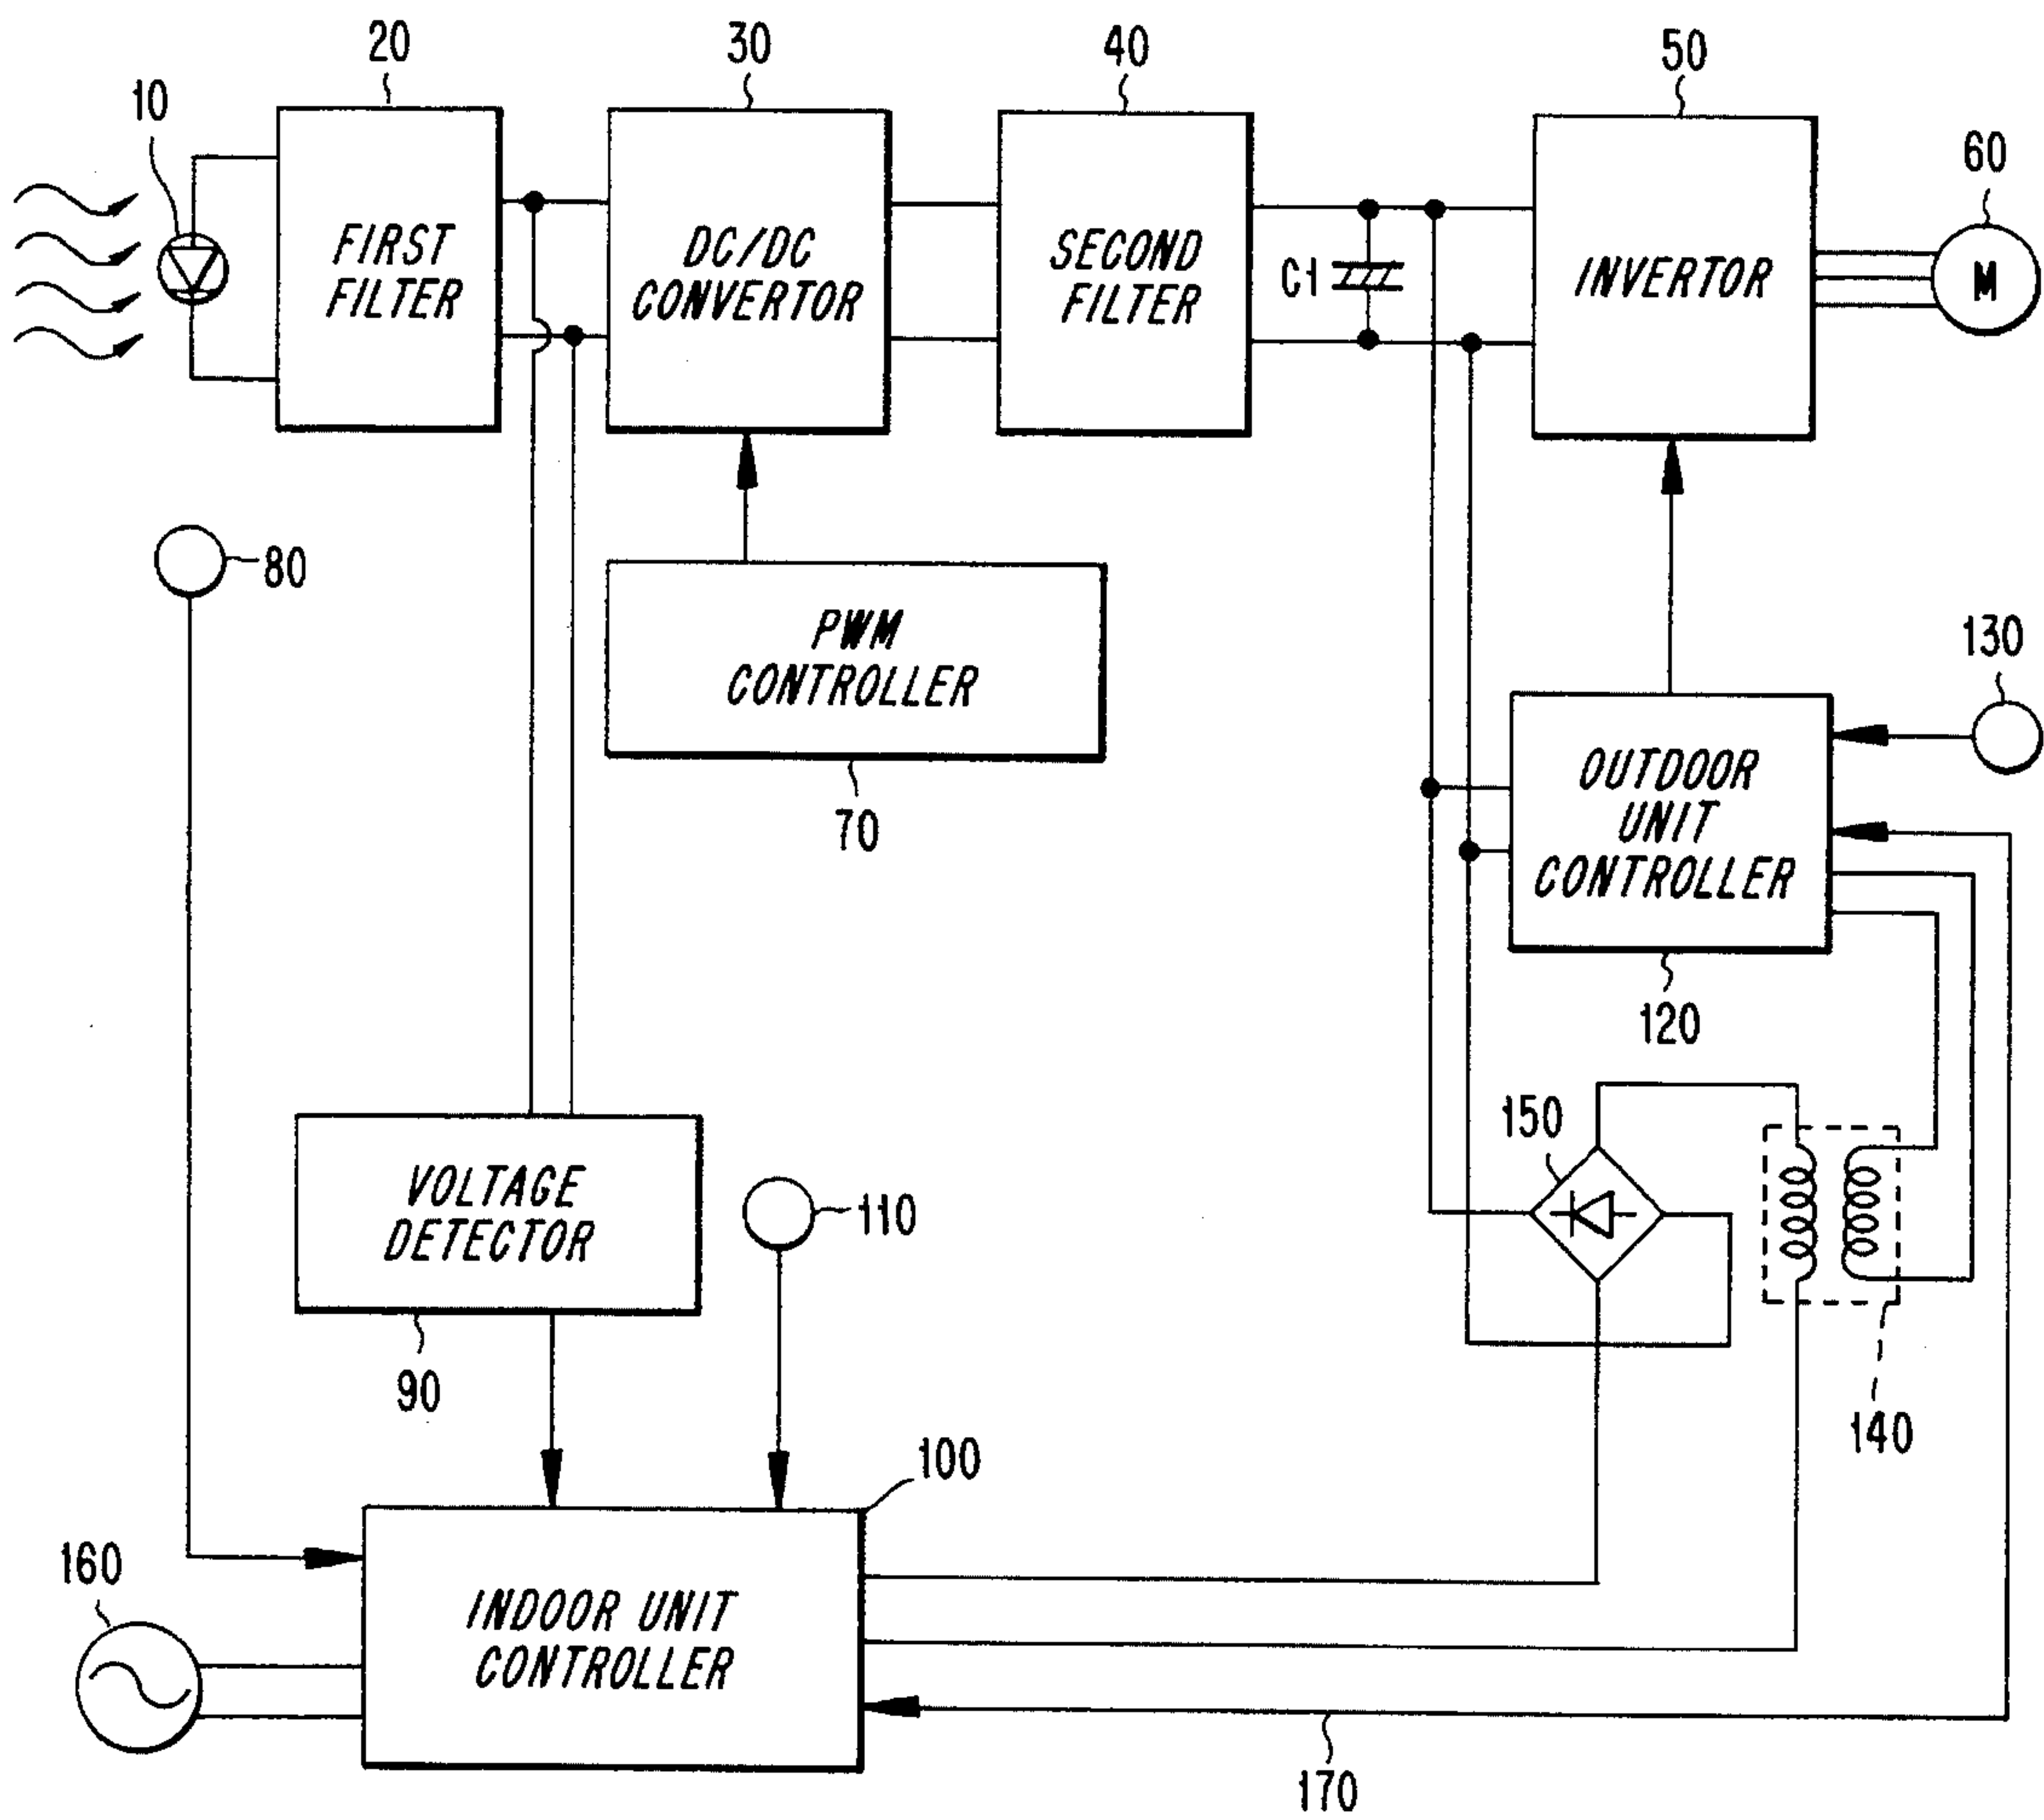 20
30
40
50
10
60
FIRST
FILTER
DC/DC
CONVERTOR
SECOND
FILTER
C1
INVERTOR
M
80
PWM
CONTROLLER
130
70
OUTDOOR
UNIT
CONTROLLER
120
150
VOLTAGE
DETECTOR
110
90
140
100
160
INDOOR UNIT
CONTROLLER
170